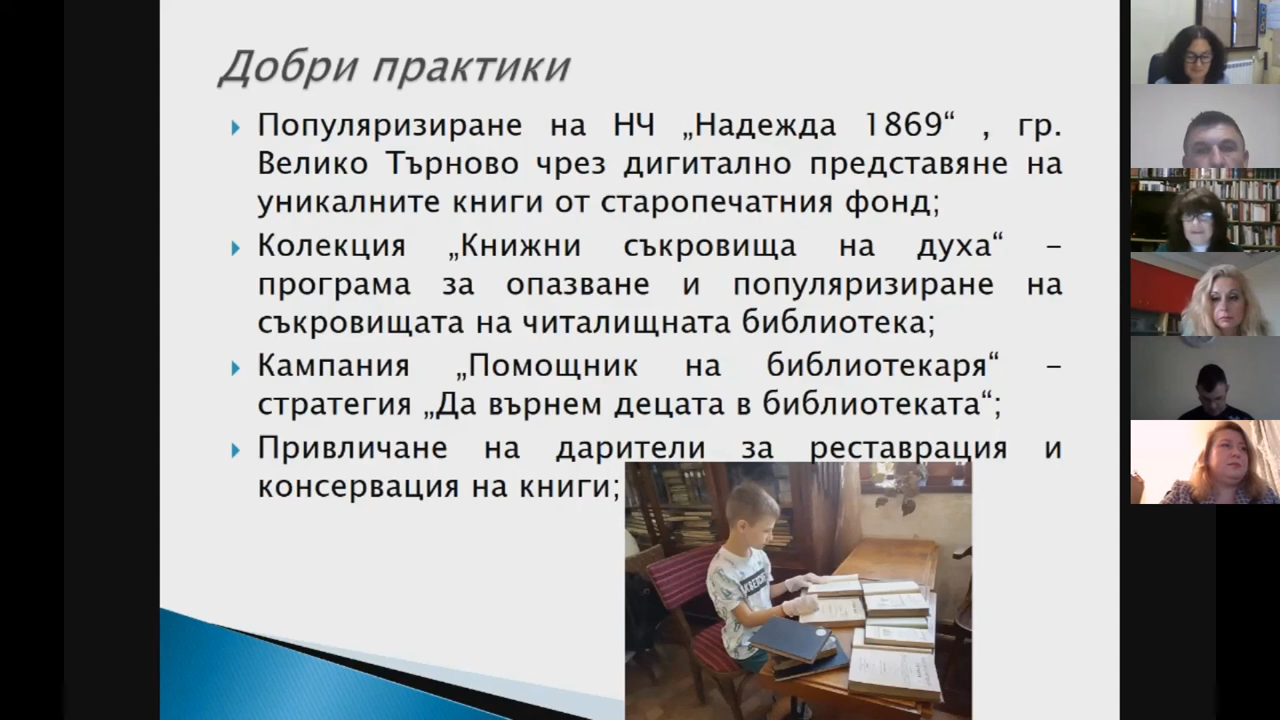 Добри практики
Популяризиране на НЧ „Надежда 1869“ , гр.
Велико Търново чрез дигитално представяне на
уникалните книги от старопечатния фонд;
Колекция „Книжни съкровища на духа“ –
програма за опазване и популяризиране на
съкровищата на читалищната библиотека;
Кампания „Помощник на библиотекаря“ –
стратегия „Да върнем децата в библиотеката“;
Привличане на дарители за реставрация и
консервация на книги;